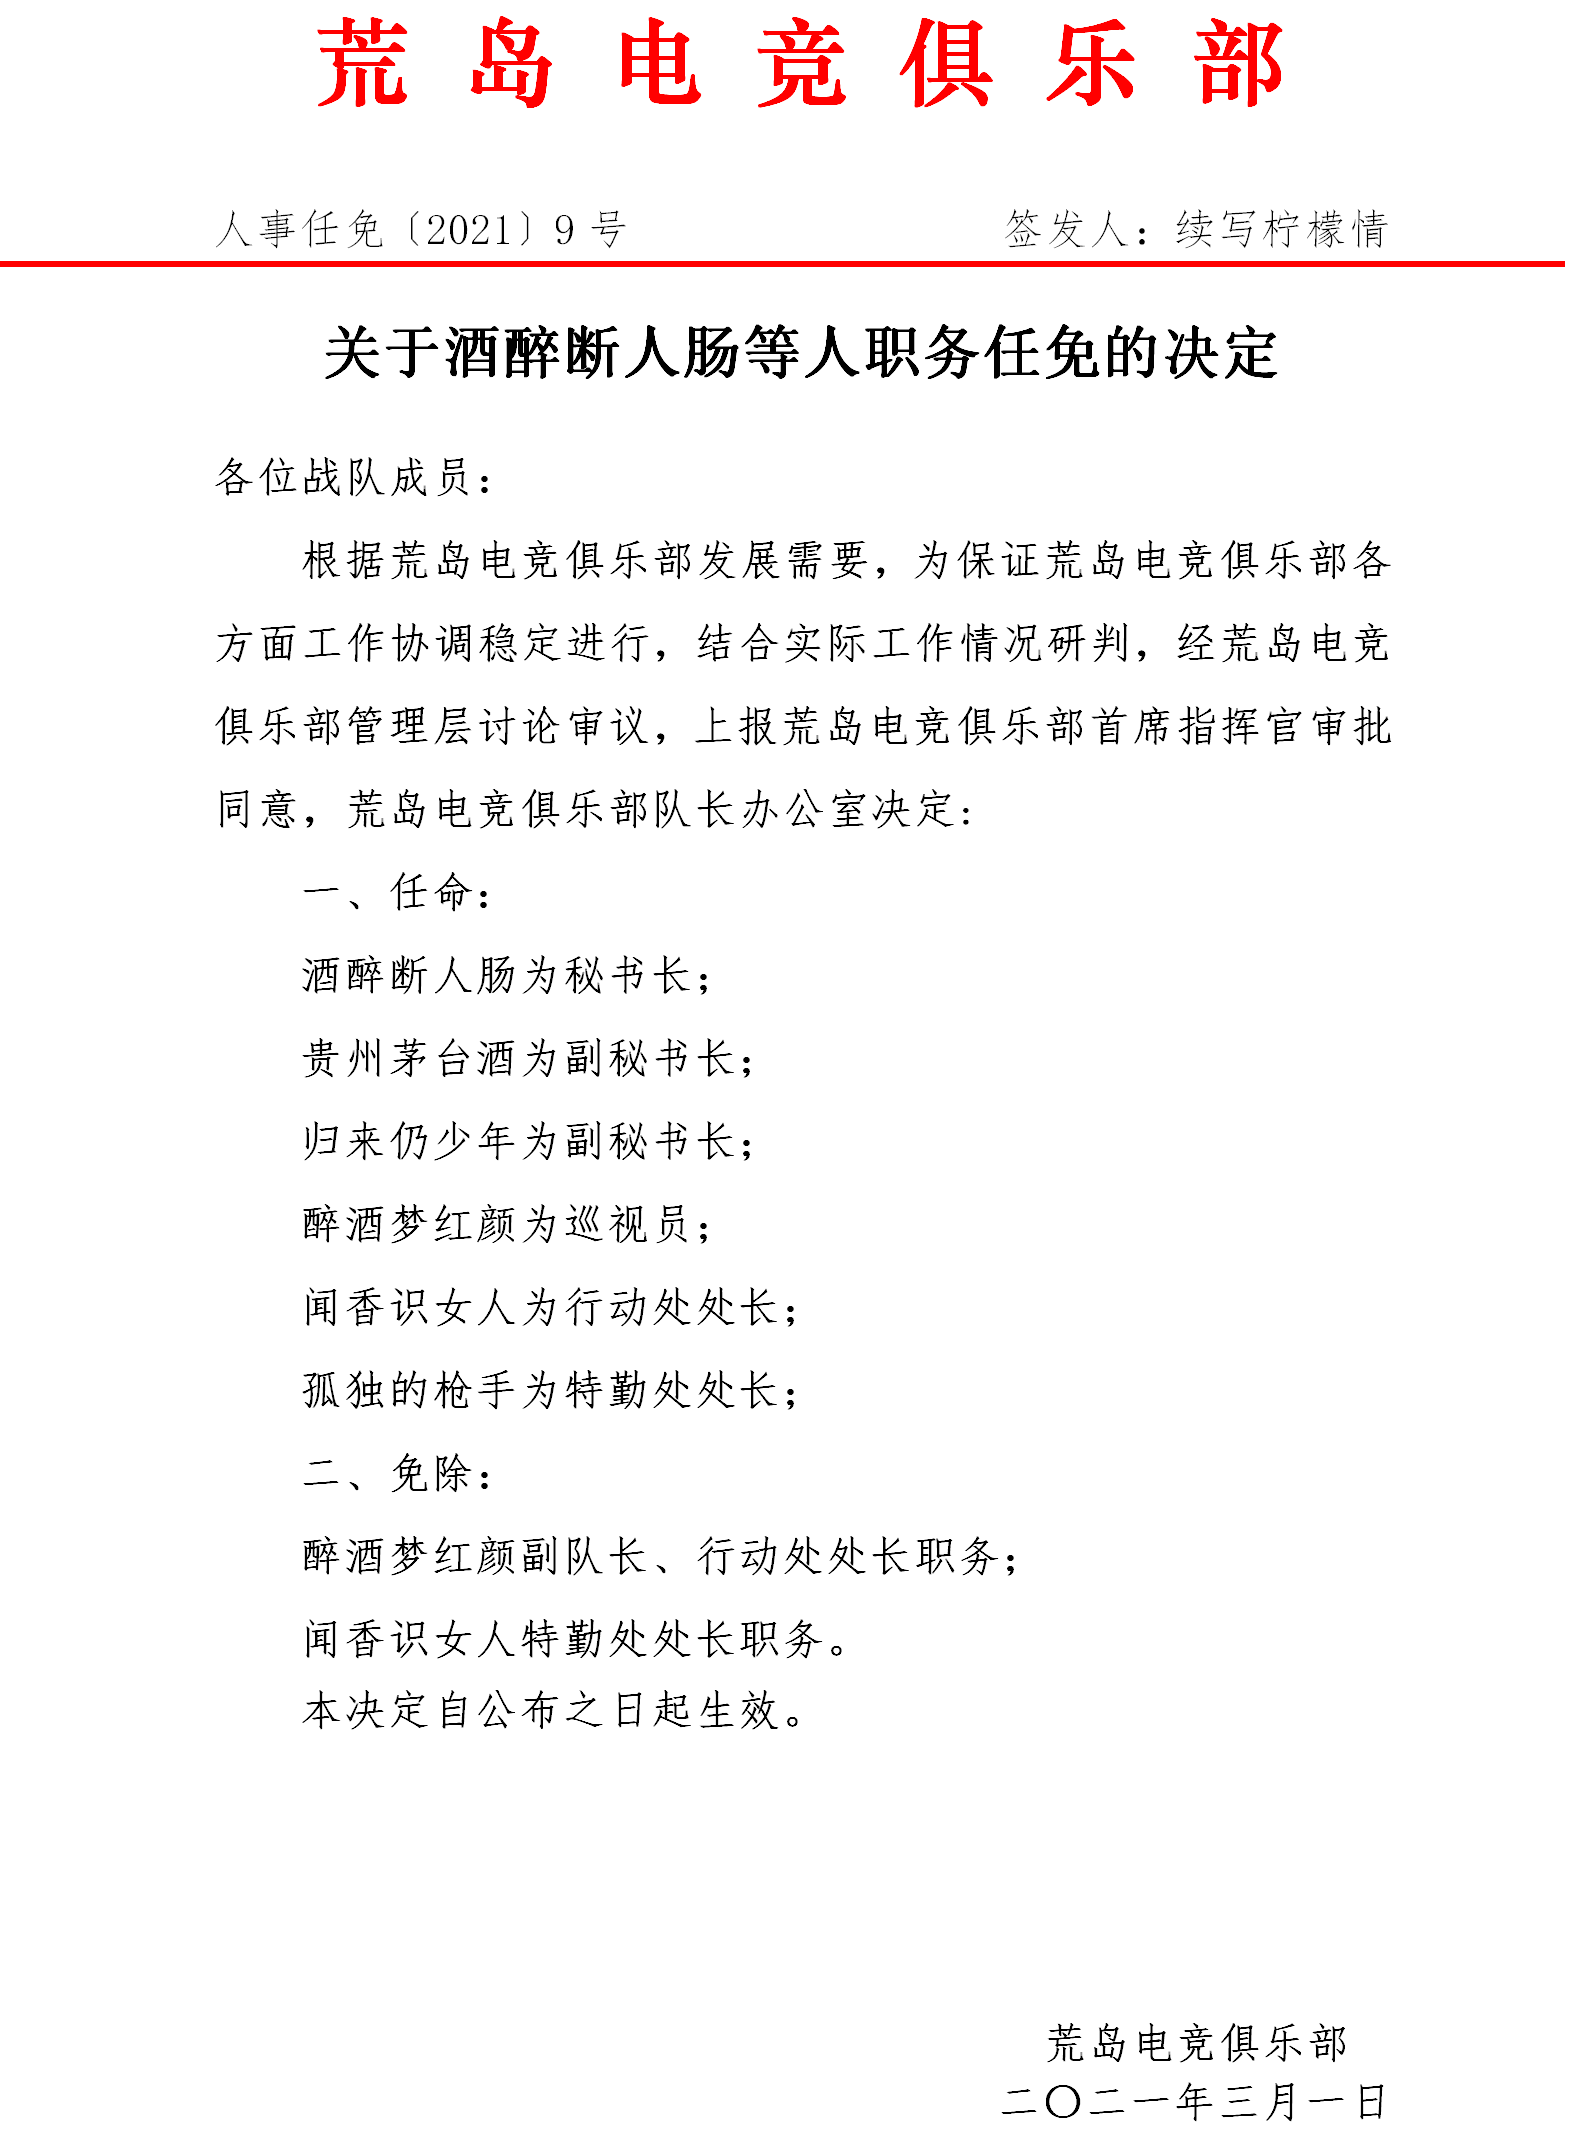 荒岛电竞俱乐部
人事任免〔2021〕9号 签发人：续写柠檬情
关于酒醉断人肠等人职务任免的决定
各位战队成员：
根据荒岛电竞俱乐部发展需要，为保证荒岛电竞俱乐部各
方面工作协调稳定进行，结合实际工作情况研判，经荒岛电竞
俱乐部管理层讨论审议，上报荒岛电竞俱乐部首席指挥官审批
同意，荒岛电竞俱乐部队长办公室决定：
一、任命：
酒醉断人肠为秘书长；
贵州茅台酒为副秘书长；
归来仍少年为副秘书长；
醉酒梦红颜为巡视员；
闻香识女人为行动处处长；
孤独的枪手为特勤处处长；
二、免除：
醉酒梦红颜副队长、行动处处长职务；
闻香识女人特勤处处长职务。
本决定自公布之日起生效。
荒岛电竞俱乐部
二〇二一年三月一日